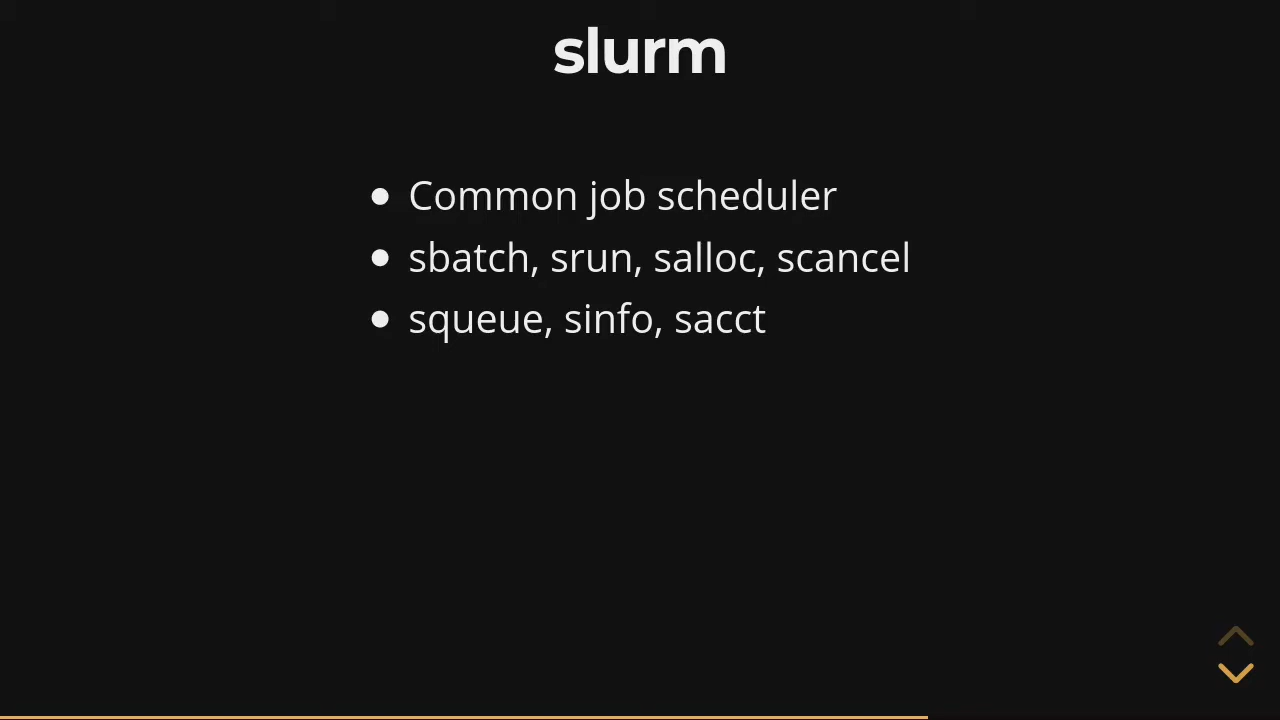 slurm
Common job scheduler
sbatch, srun, salloc, scancel
squeue, sinfo, sacct